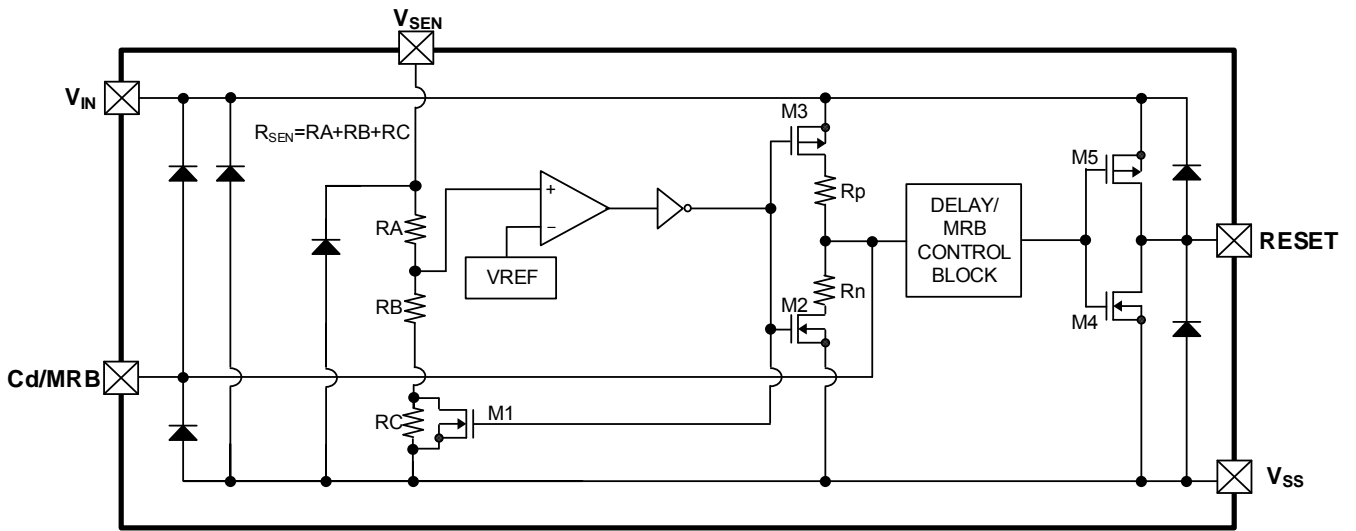 VSEN
VIN
RSEN=RA+RB+RC
M3
M5
Rp
RA
+
−
DELAY/
MRB
CONTROL
BLOCK
RESET
VREF
Rn
RB
M2
M4
Cd/MRB
RC
M1
VSS